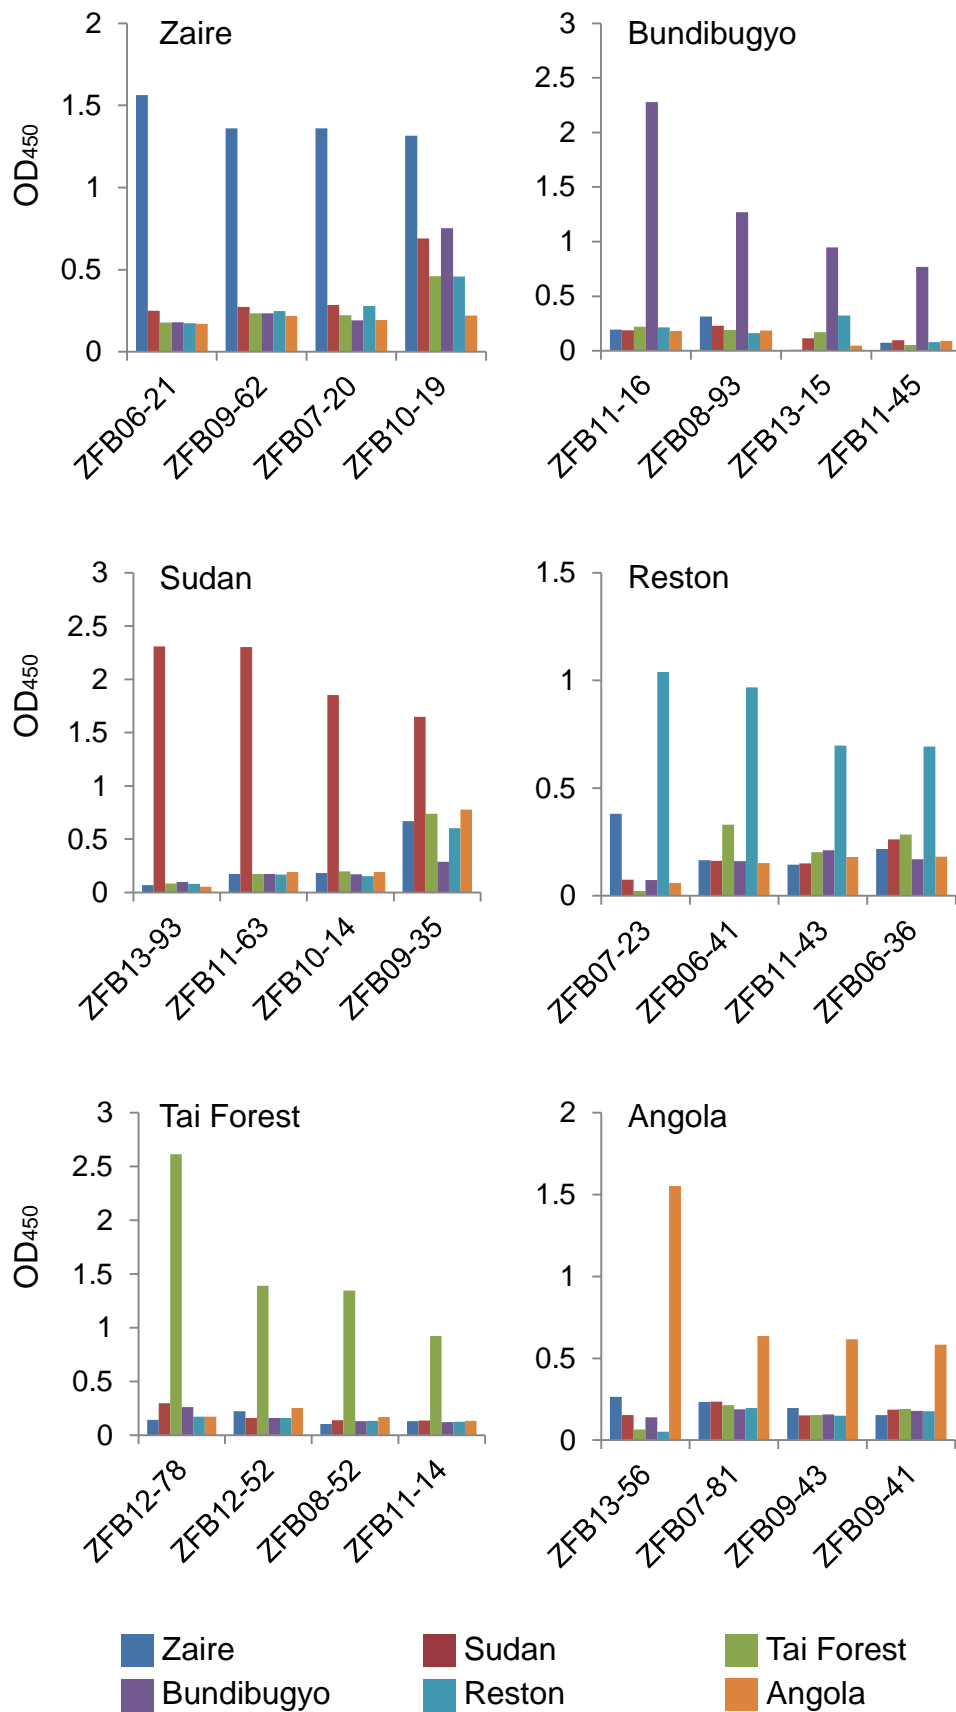 Zaire
OD450
2
1.5
1
0.5
0
ZFB06-21
ZFB09-62
ZFB07-20
ZFB10-19
Bundibugyo
3
2.5
2
1.5
1
0.5
0
ZFB11-16
ZFB08-93
ZFB13-15
ZFB11-45
Sudan
OD450
3
2.5
2
1.5
1
0.5
0
ZFB13-93
ZFB11-63
ZFB10-14
ZFB09-35
Reston
1.5
1
0.5
0
ZFB07-23
ZFB06-41
ZFB11-43
ZFB06-36
Tai Forest
OD450
3
2.5
2
1.5
1
0.5
0
ZFB12-78
ZFB12-52
ZFB08-52
ZFB11-14
Angola
2
1.5
1
0.5
0
ZFB13-56
ZFB07-81
ZFB09-43
ZFB09-41
Zaire
Sudan
Tai Forest
Bundibugyo
Reston
Angola